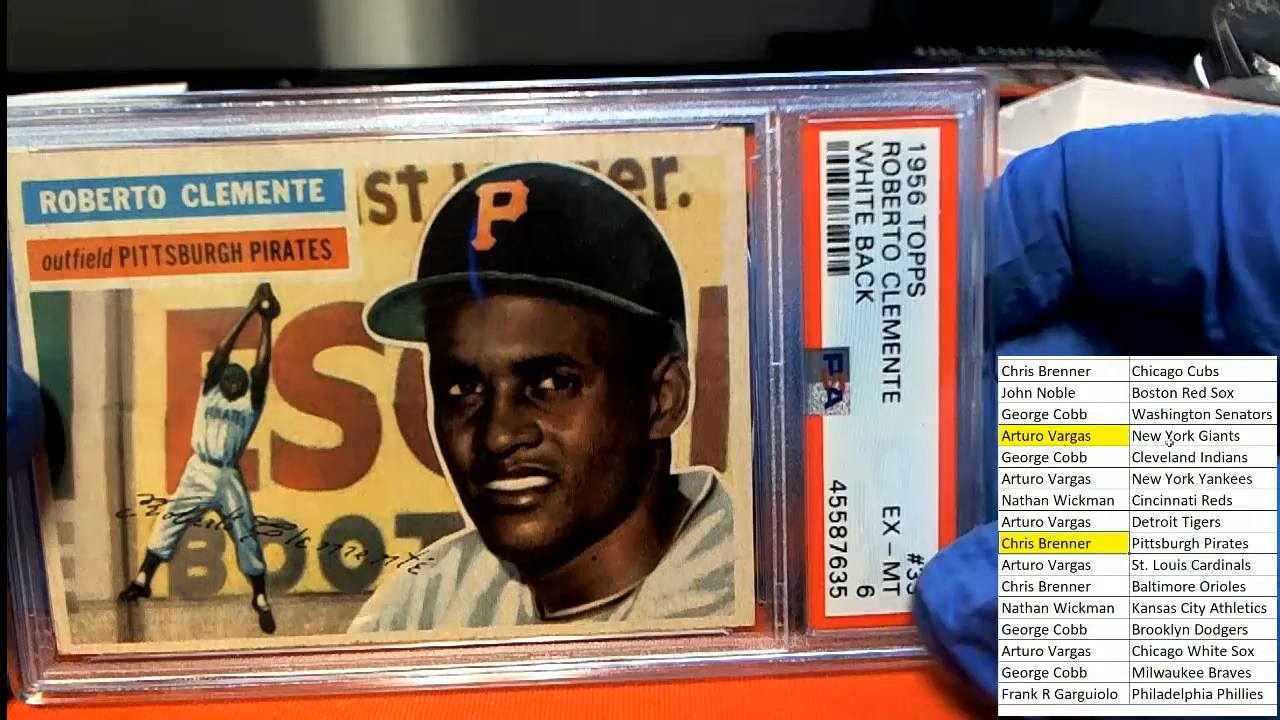 ROBERTO CLEMENTE
outfield PITTSBURGH PIRATES
P
Roberto Clemente
1956 TOPPS
ROBERTO CLEMENTE
WHITE BACK
EX - MT
6
45587635
PSA
Chris Brenner Chicago Cubs
John Noble Boston Red Sox
George Cobb Washington Senators
Arturo Vargas New York Giants
George Cobb Cleveland Indians
Arturo Vargas New York Yankees
Nathan Wickman Cincinnati Reds
Arturo Vargas Detroit Tigers
Chris Brenner Pittsburgh Pirates
Arturo Vargas St. Louis Cardinals
Chris Brenner Baltimore Orioles
Nathan Wickman Kansas City Athletics
George Cobb Brooklyn Dodgers
Arturo Vargas Chicago White Sox
George Cobb Milwaukee Braves
Frank R Garguiolo Philadelphia Phillies